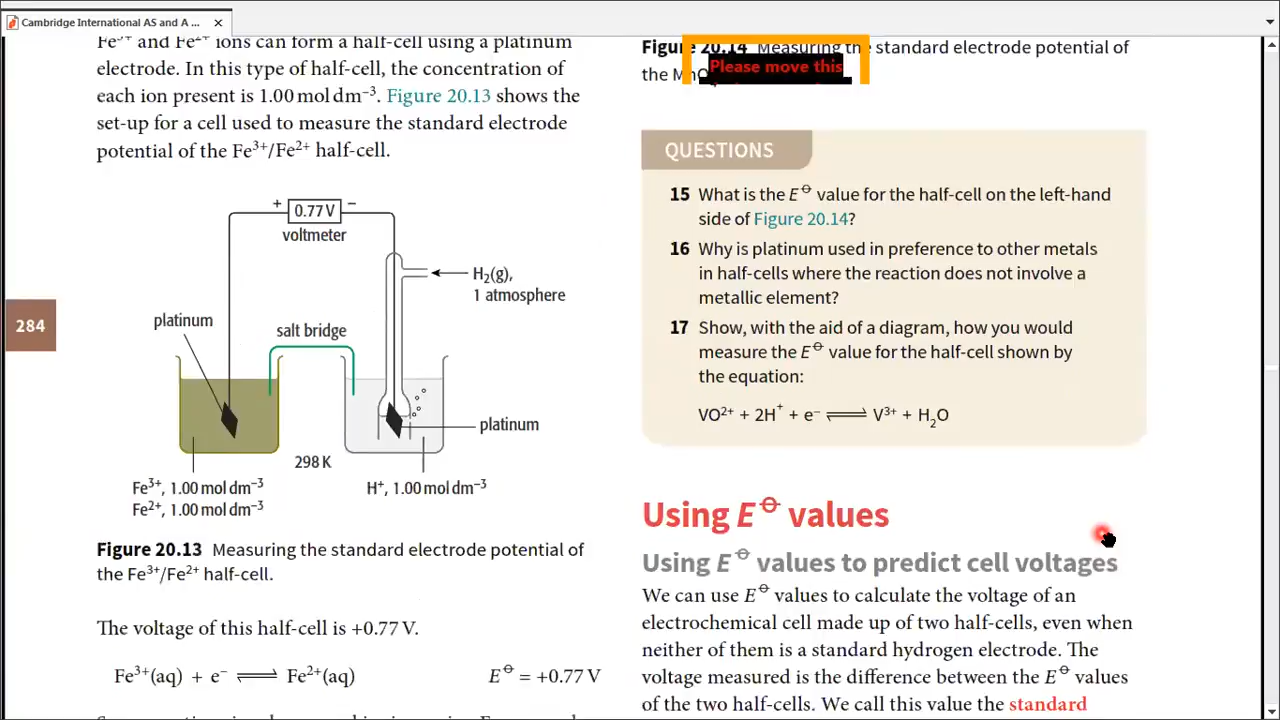 Cambridge International AS and A ...
Fe³⁺ and Fe²⁺ ions can form a half-cell using a platinum
electrode. In this type of half-cell, the concentration of
each ion present is 1.00 mol dm⁻³. Figure 20.13 shows the
set-up for a cell used to measure the standard electrode
potential of the Fe³⁺/Fe²⁺ half-cell.
+ 0.77 V −
voltmeter
H₂(g),
1 atmosphere
platinum
salt bridge
284
platinum
298 K
Fe³⁺, 1.00 mol dm⁻³
Fe²⁺, 1.00 mol dm⁻³
H⁺, 1.00 mol dm⁻³
Figure 20.13 Measuring the standard electrode potential of
the Fe³⁺/Fe²⁺ half-cell.
The voltage of this half-cell is +0.77 V.
Fe³⁺(aq) + e⁻ ⇌ Fe²⁺(aq) E⦵ = +0.77 V
Figure 20.14 Measuring the standard electrode potential of
the MnO
Please move this
QUESTIONS
15 What is the E⦵ value for the half-cell on the left-hand
side of Figure 20.14?
16 Why is platinum used in preference to other metals
in half-cells where the reaction does not involve a
metallic element?
17 Show, with the aid of a diagram, how you would
measure the E⦵ value for the half-cell shown by
the equation:
VO²⁺ + 2H⁺ + e⁻ ⇌ V³⁺ + H₂O
Using E⦵ values
Using E⦵ values to predict cell voltages
We can use E⦵ values to calculate the voltage of an
electrochemical cell made up of two half-cells, even when
neither of them is a standard hydrogen electrode. The
voltage measured is the difference between the E⦵ values
of the two half-cells. We call this value the standard